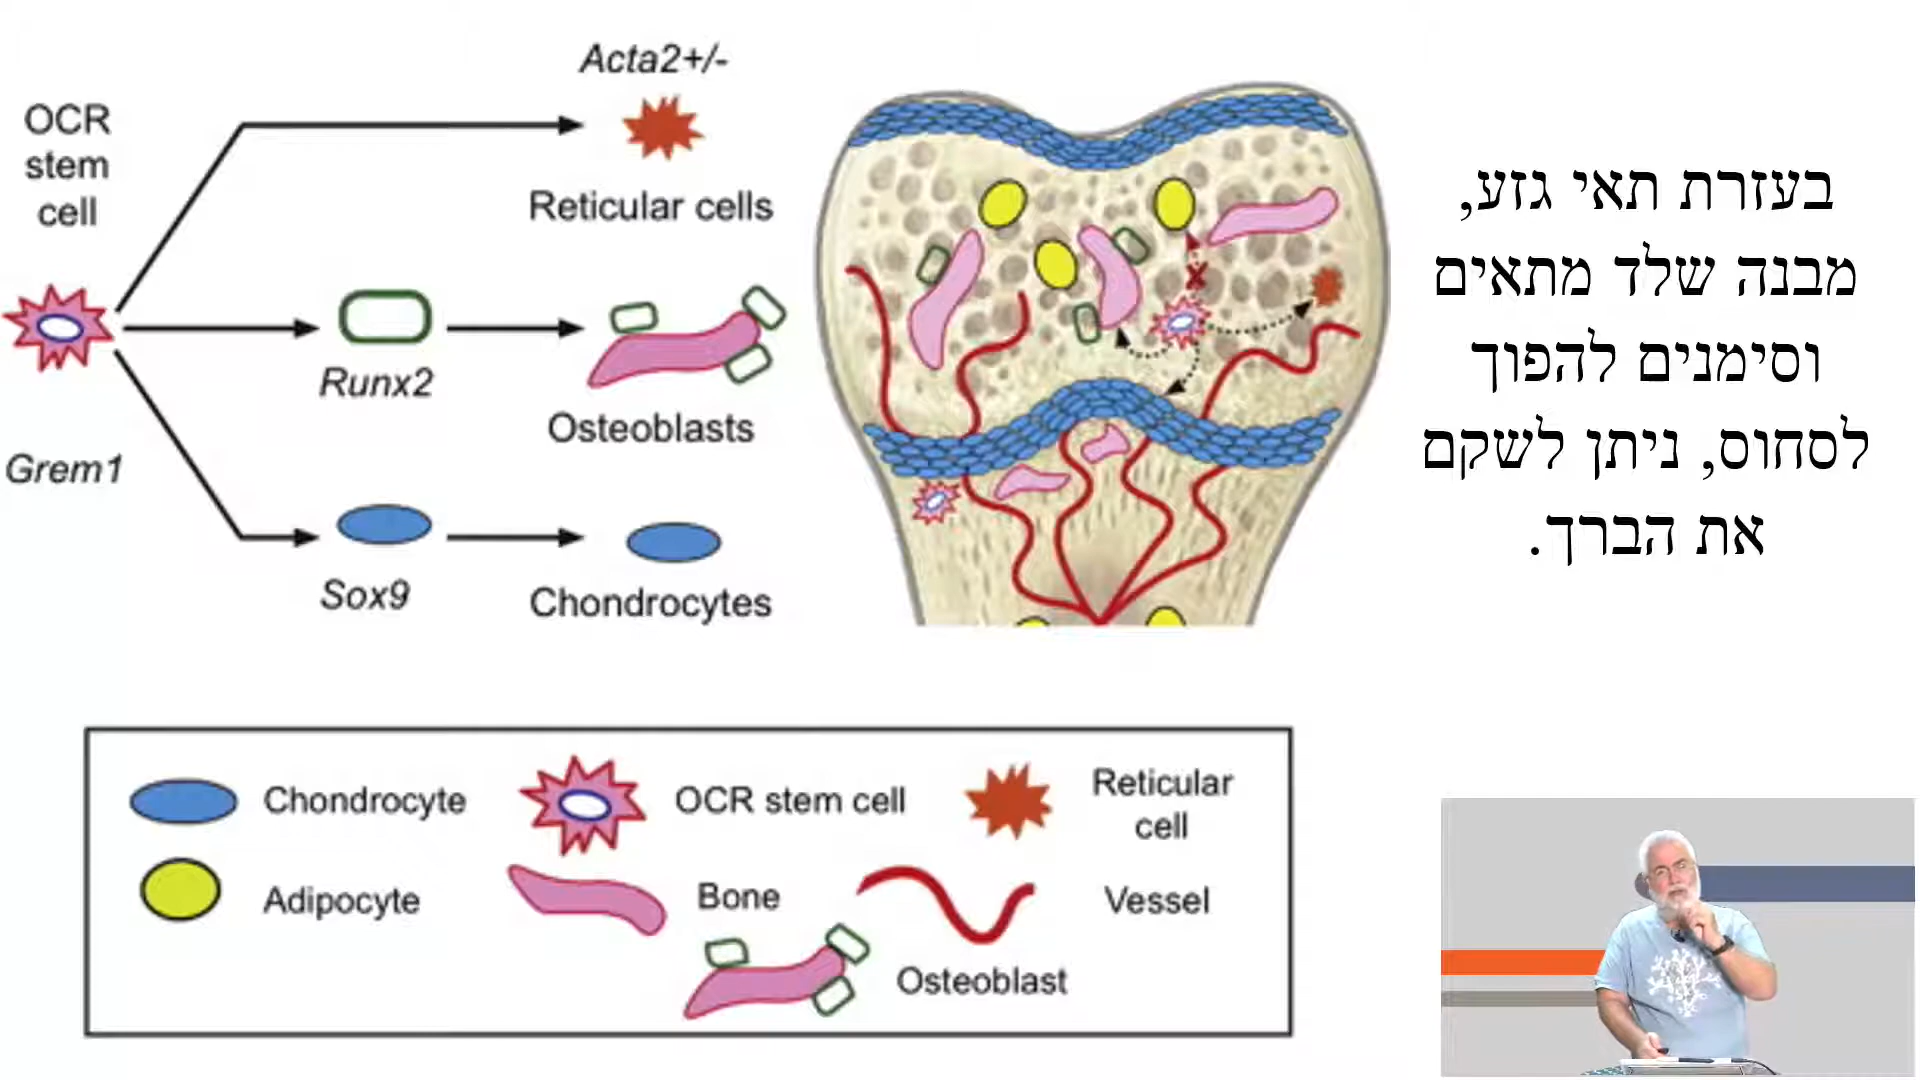 Acta2+/-
OCR
stem
cell
Reticular cells
Runx2
Osteoblasts
Grem1
Sox9
Chondrocytes
בעזרת תאי גזע,
מבנה שלד מתאים
וסימנים להפוך
לסחוס, ניתן לשקם
את הברך.
Chondrocyte
OCR stem cell
Reticular
cell
Adipocyte
Bone
Vessel
Osteoblast